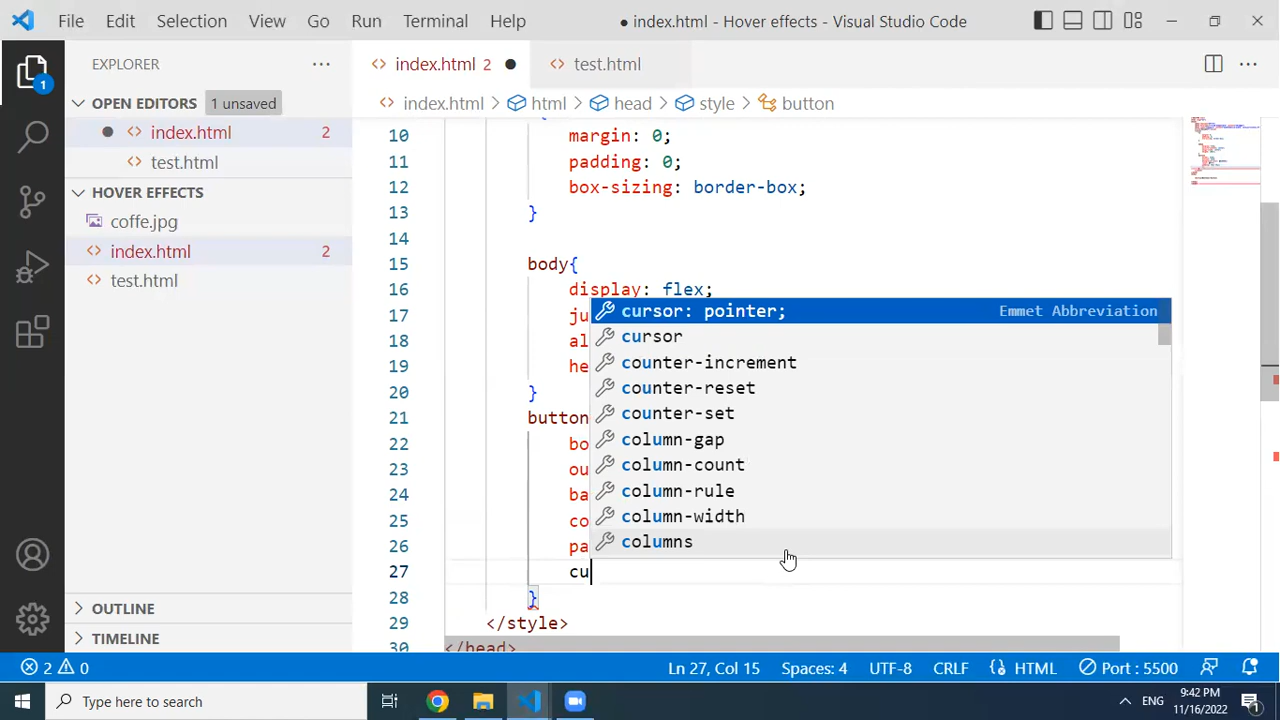 File Edit Selection View Go Run Terminal Help ● index.html - Hover effects - Visual Studio Code
EXPLORER
OPEN EDITORS 1 unsaved
index.html 2
test.html
HOVER EFFECTS
coffe.jpg
index.html 2
test.html
OUTLINE
TIMELINE
1
index.html 2 ● test.html
index.html > html > head > style > button
10 margin: 0;
11 padding: 0;
12 box-sizing: border-box;
13 }
14
15 body{
16 display: flex;
17 ju
18 al
19 he
20 }
21 button
22 bo
23 ou
24 ba
25 co
26 pa
27 cu
28 }
29 </style>
30 </head>
cursor: pointer; Emmet Abbreviation
cursor
counter-increment
counter-reset
counter-set
column-gap
column-count
column-rule
column-width
columns
2 0 Ln 27, Col 15 Spaces: 4 UTF-8 CRLF HTML Port : 5500
Type here to search
ENG
9:42 PM
11/16/2022
1